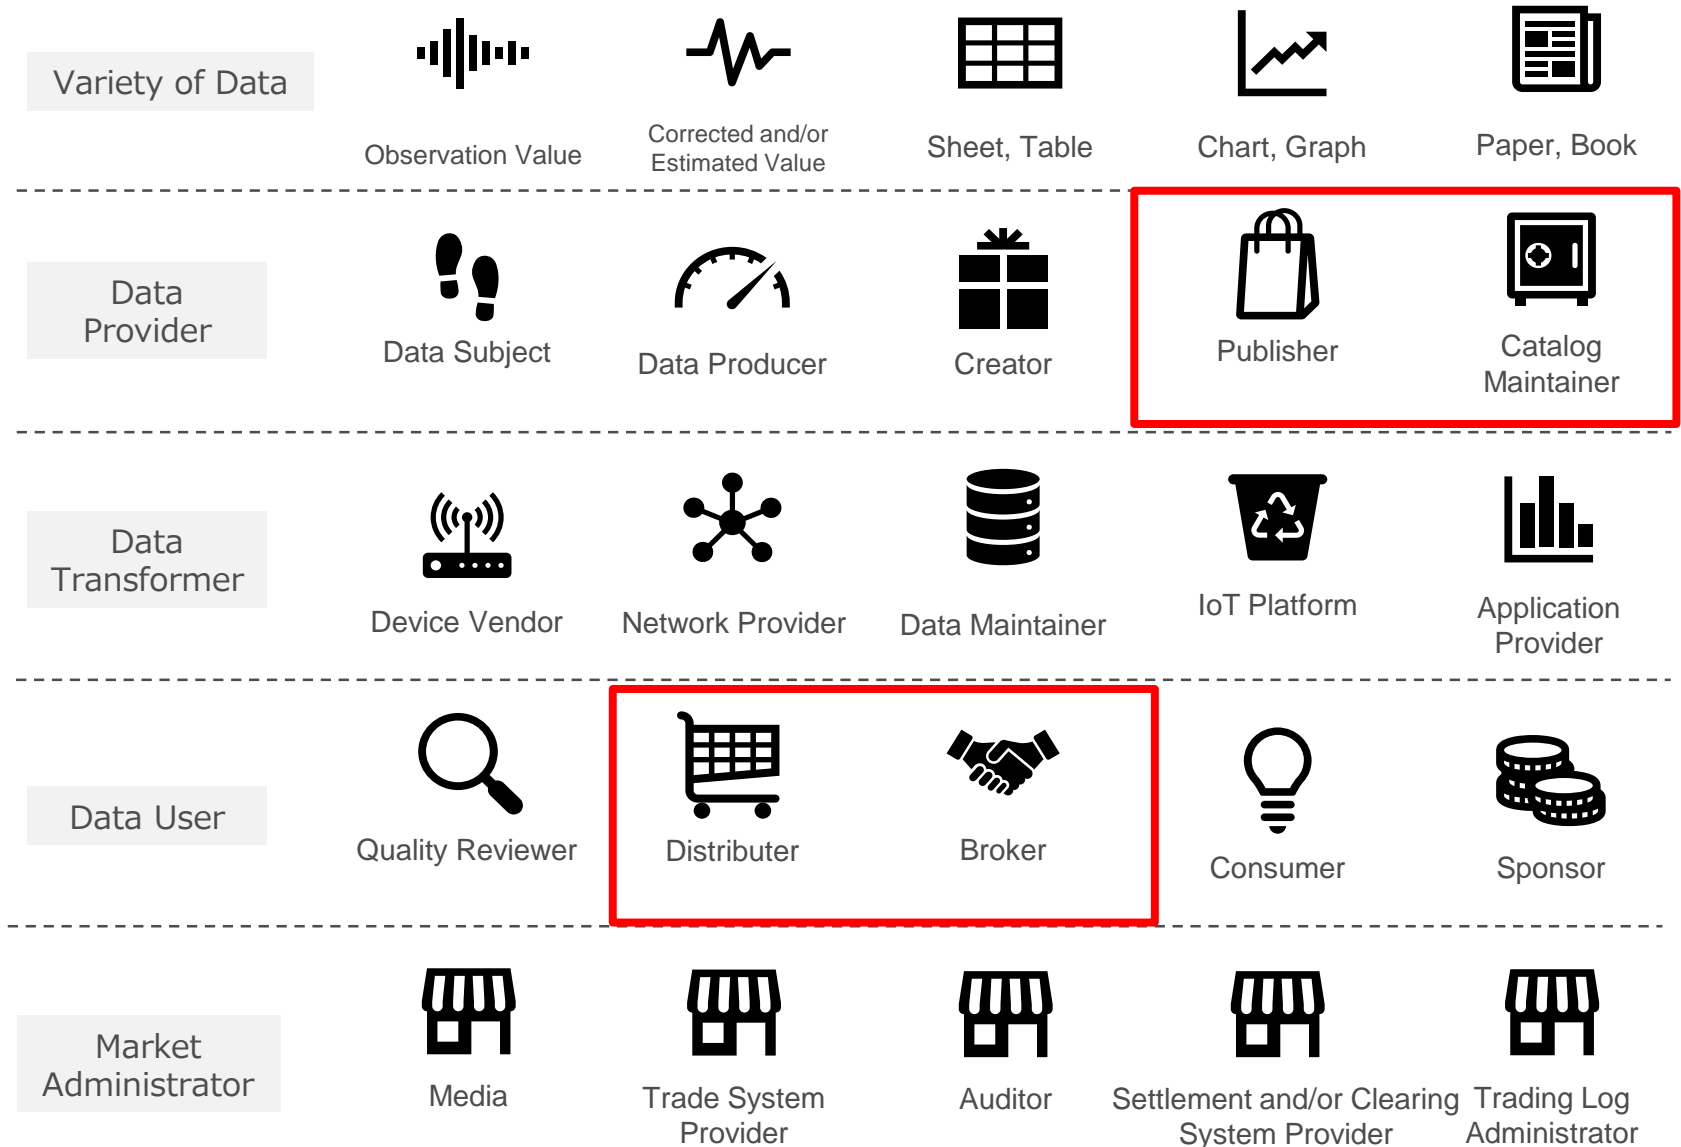 Variety of Data
Observation Value
Corrected and/or
Estimated Value
Sheet, Table
Chart, Graph
Paper, Book
Data
Provider
Data Subject
Data Producer
Creator
Publisher
Catalog
Maintainer
Data
Transformer
Device Vendor
Network Provider
Data Maintainer
IoT Platform
Application
Provider
Data User
Quality Reviewer
Distributer
Broker
Consumer
Sponsor
Market
Administrator
Media
Trade System
Provider
Auditor
Settlement and/or Clearing
System Provider
Trading Log
Administrator